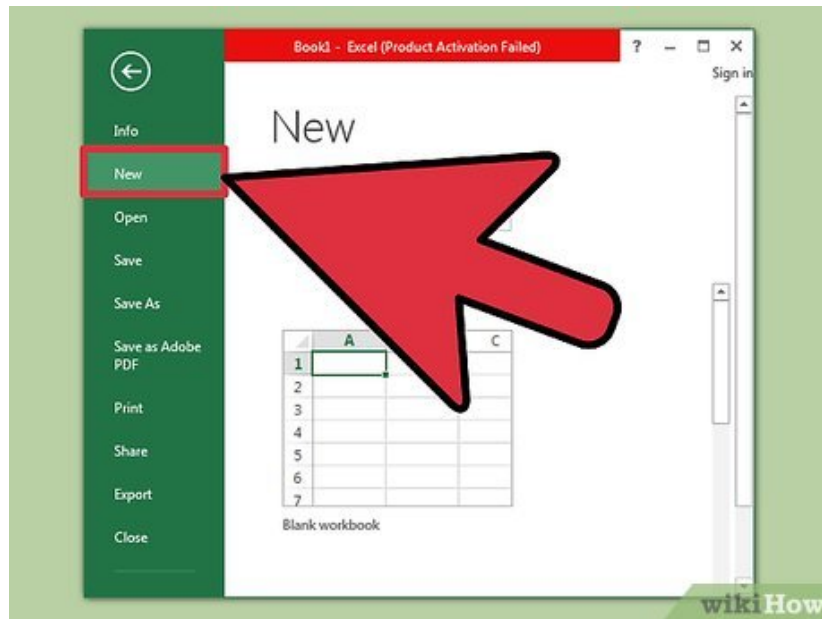 Book1 - Excel (Product Activation Failed)
?
Sign in
Info
New
New
Open
Save
Save As
Save as Adobe
PDF
Print
Share
Export
Close
A
C
1
2
3
4
5
6
7
Blank workbook
wikiHow